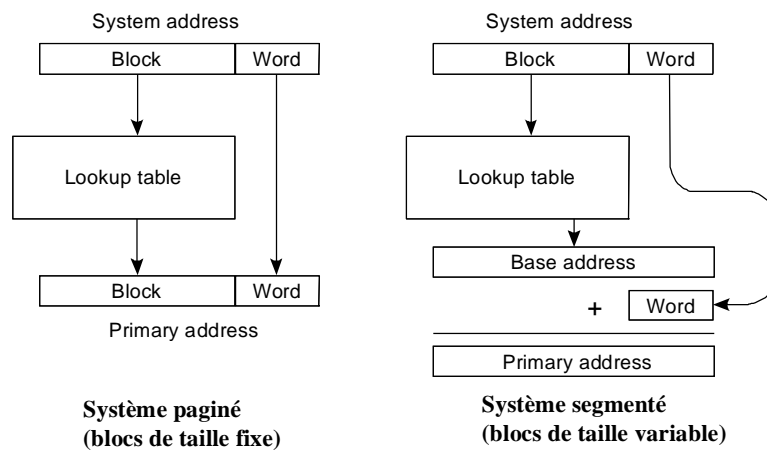 System address
Block Word
Lookup table
Block Word
Primary address
Système paginé
(blocs de taille fixe)
System address
Block Word
Lookup table
Base address
+ Word
Primary address
Système segmenté
(blocs de taille variable)